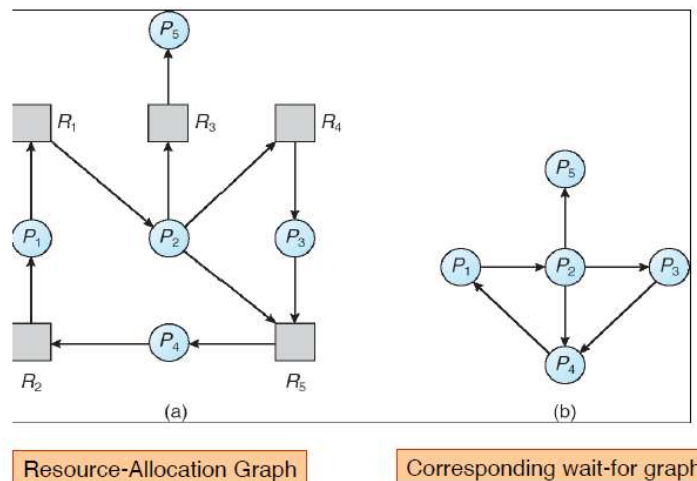 P5
R1
R3
R4
P5
P1
P2
P3
P1
P2
P3
P4
P4
R2
R5
(a)
(b)
Resource-Allocation Graph
Corresponding wait-for graph